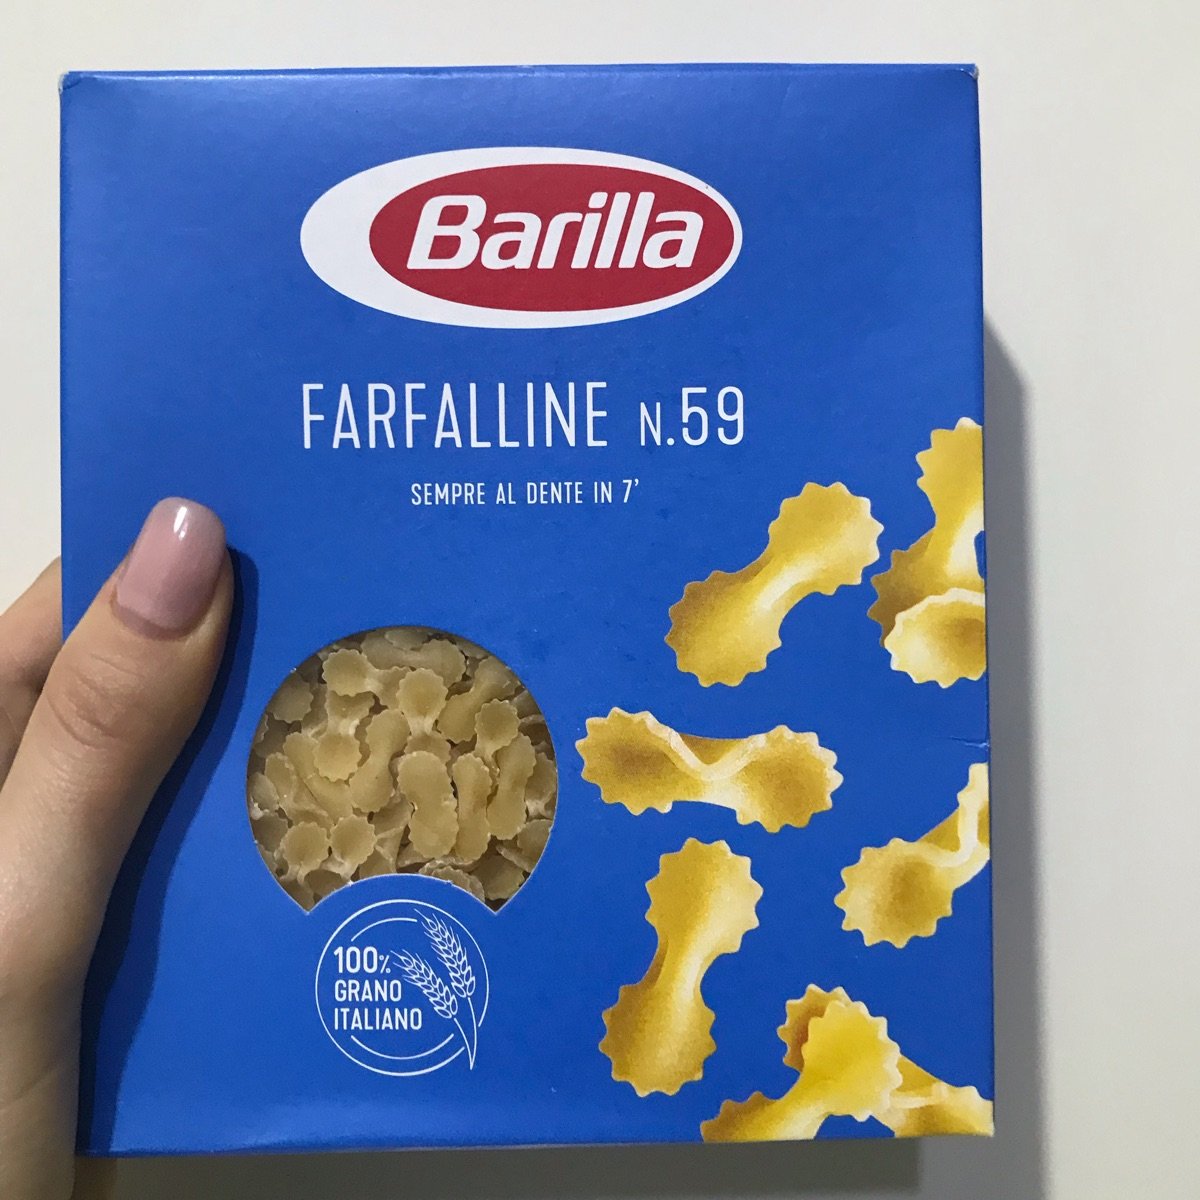 Barilla
FARFALLINE N.59
SEMPRE AL DENTE IN 7'
100%
GRANO
ITALIANO